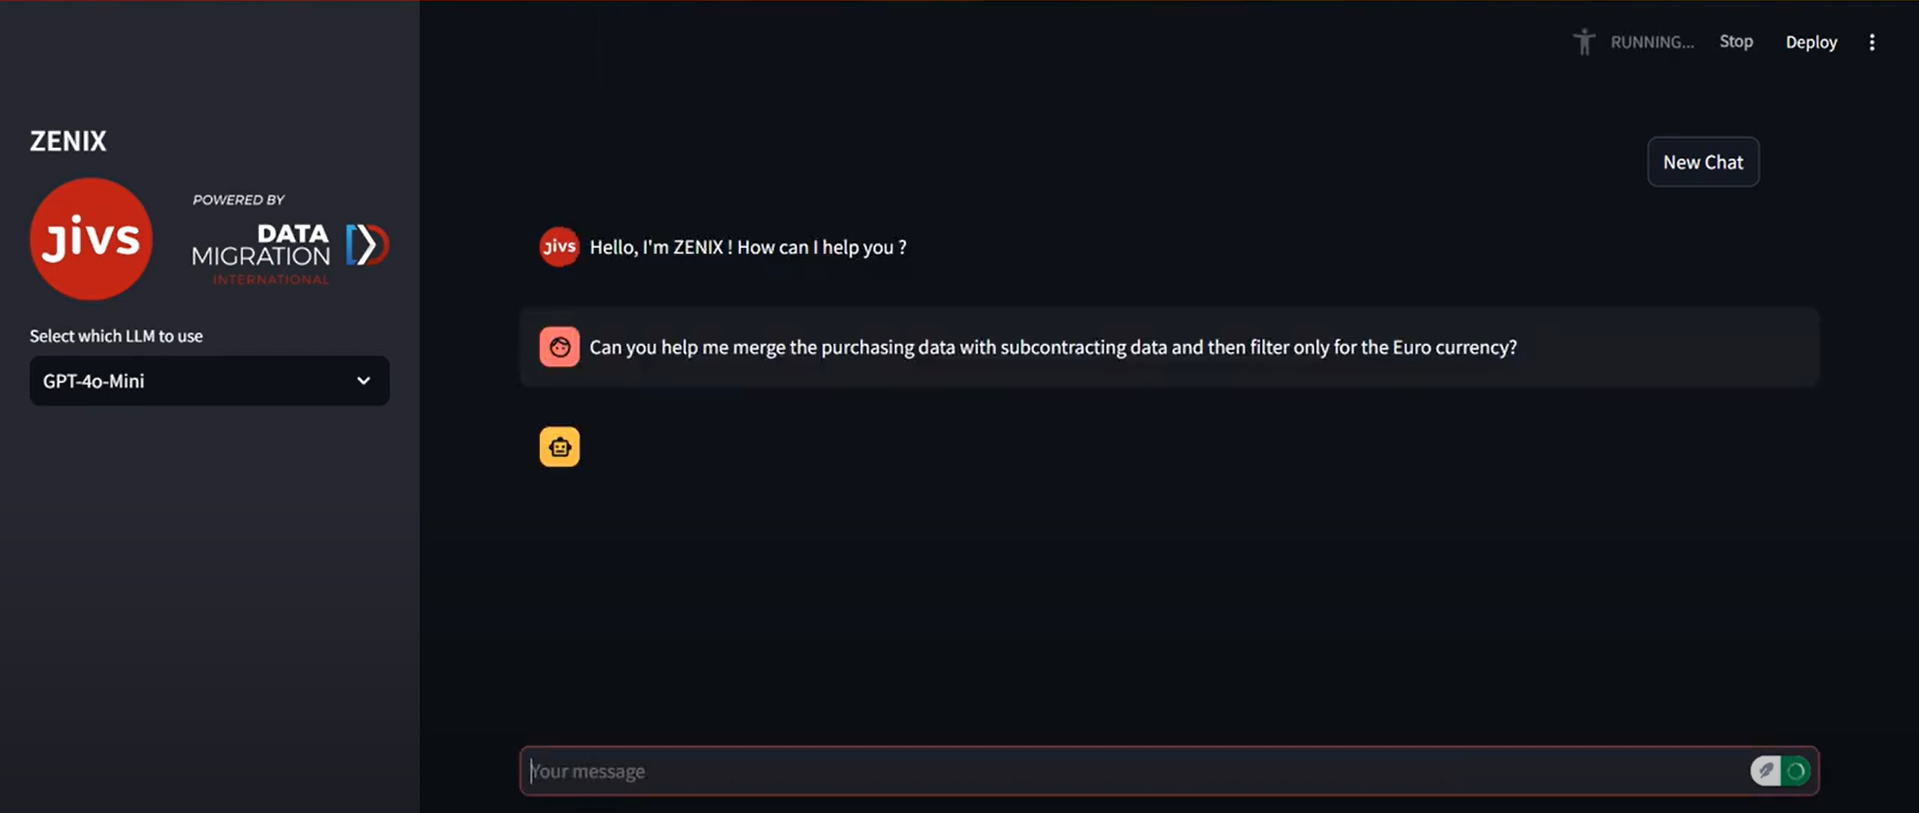 RUNNING...
Stop
Deploy
ZENIX
New Chat
jivs
POWERED BY
DATA
MIGRATION
INTERNATIONAL
jivs
Hello, I'm ZENIX ! How can I help you ?
Select which LLM to use
GPT-4o-Mini
Can you help me merge the purchasing data with subcontracting data and then filter only for the Euro currency?
Your message